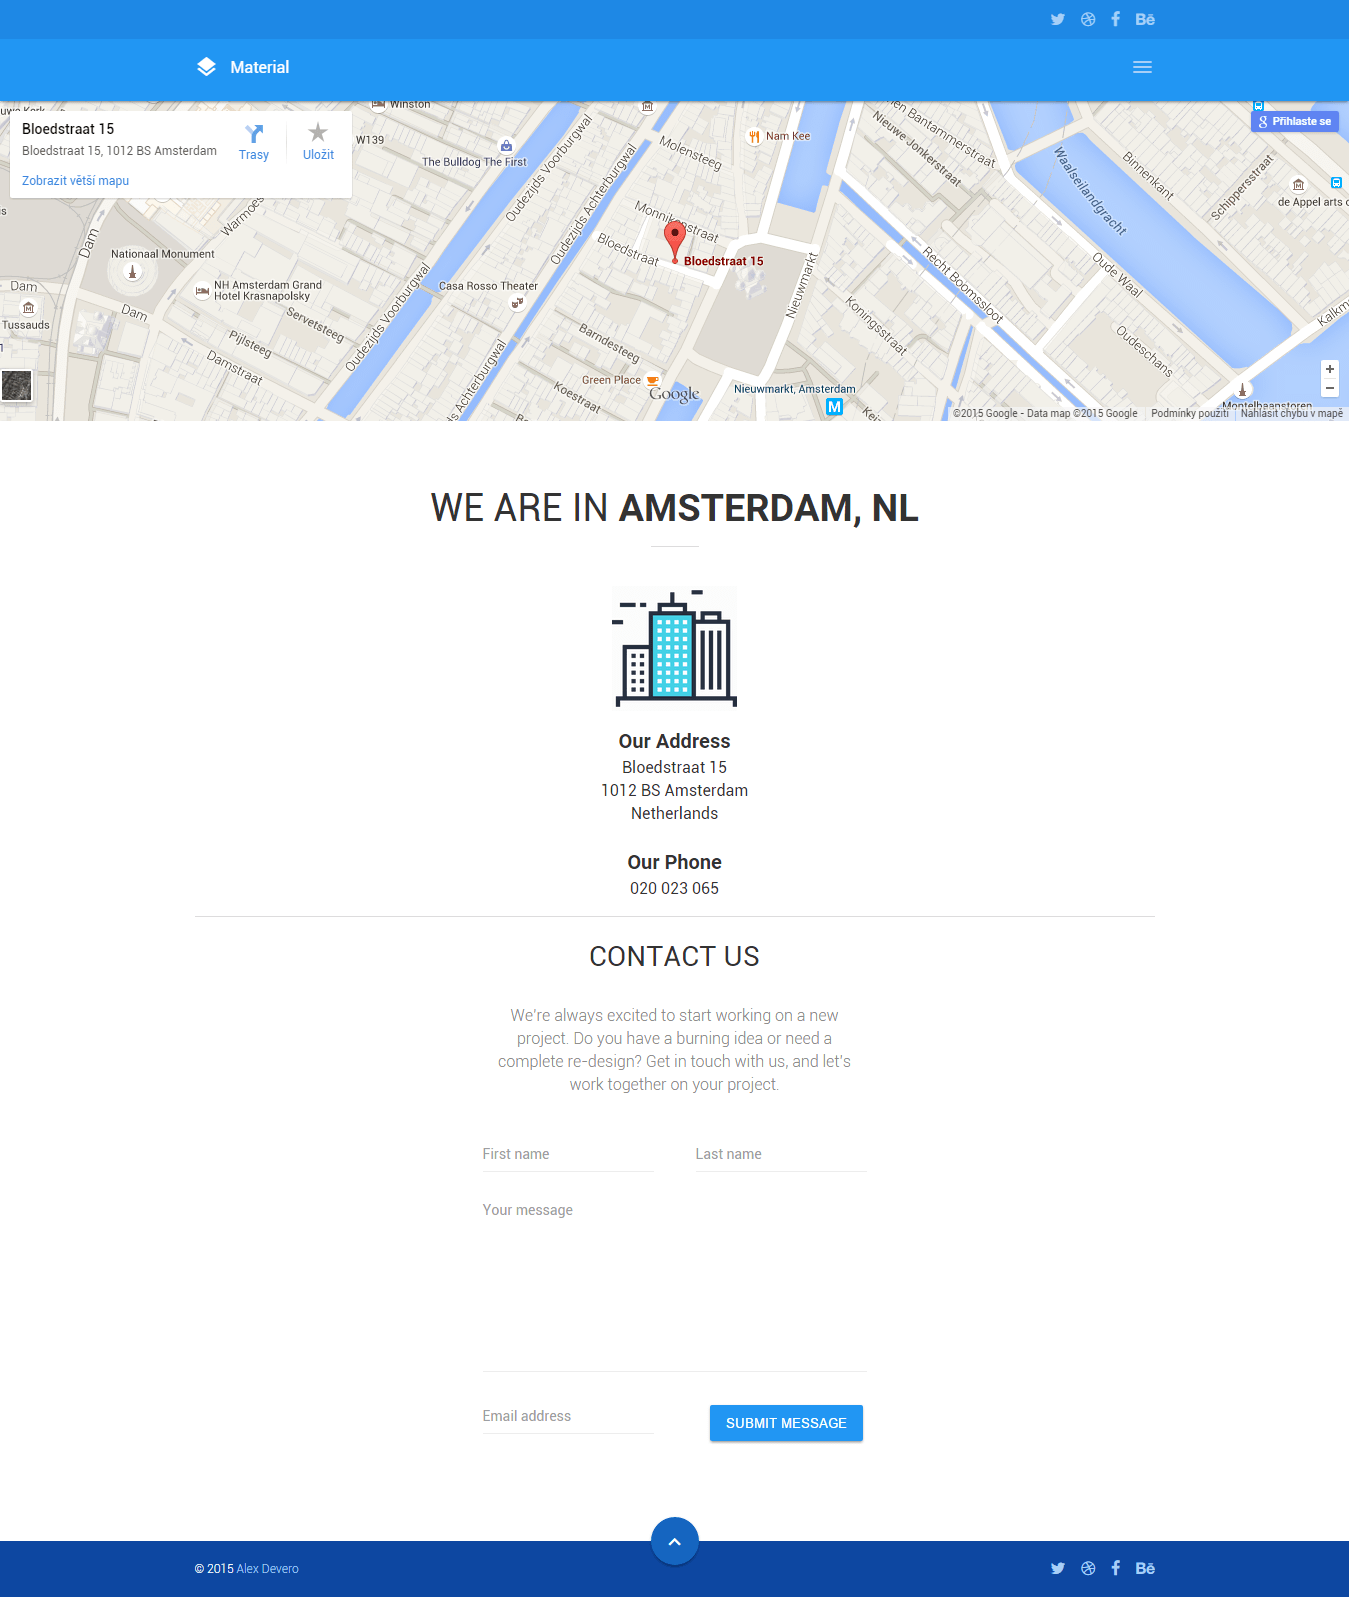 Material
Bloedstraat 15
Bloedstraat 15, 1012 BS Amsterdam
Trasy
Uložit
Zobrazit větší mapu
Přihlaste se
Winston
W139
The Bulldog The First
Nam Kee
Molensteeg
Monnikenstraat
Bloedstraat
Bloedstraat 15
Oudezijds Voorburgwal
Oudezijds Achterburgwal
Geldersekade
Bantammerstraat
Nieuwe Jonkerstraat
Waalseilandgracht
Binnenkant
Schippersstraat
de Appel arts c
Warmoes
Dam
Nationaal Monument
NH Amsterdam Grand
Hotel Krasnapolsky
Casa Rosso Theater
Dam
Tussauds
Dam
Pijlsteeg
Servetsteeg
Damstraat
Oudezijds Voorburgwal
Barndesteeg
Nieuwmarkt
Recht Boomssloot
Oude Waal
Koningsstraat
Oudeschans
Kalkm
Oudezijds Achterburgwal
Green Place
Koestraat
Google
Nieuwmarkt, Amsterdam
M
Montelbaanstoren
+
−
©2015 Google - Data map ©2015 Google
Podmínky použití
Nahlásit chybu v mapě
WE ARE IN AMSTERDAM, NL
Our Address
Bloedstraat 15
1012 BS Amsterdam
Netherlands
Our Phone
020 023 065
CONTACT US
We're always excited to start working on a new
project. Do you have a burning idea or need a
complete re-design? Get in touch with us, and let's
work together on your project.
First name
Last name
Your message
Email address
SUBMIT MESSAGE
© 2015 Alex Devero